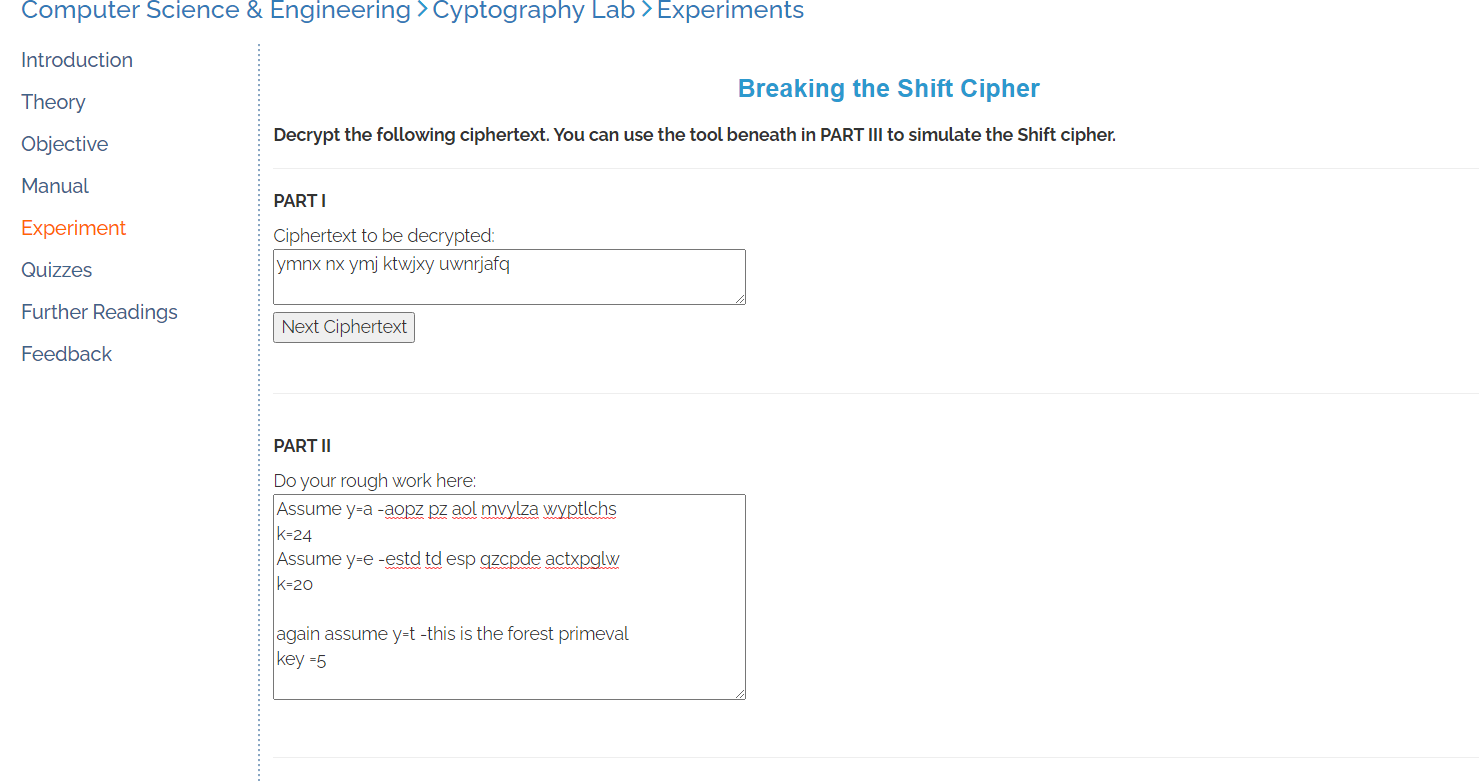 Computer Science & Engineering > Cyptography Lab > Experiments
Introduction
Theory
Objective
Manual
Experiment
Quizzes
Further Readings
Feedback
Breaking the Shift Cipher
Decrypt the following ciphertext. You can use the tool beneath in PART III to simulate the Shift cipher.
PART I
Ciphertext to be decrypted:
ymnx nx ymj ktwjxy uwnrjafq
Next Ciphertext
PART II
Do your rough work here:
Assume y=a -aopz pz aol mvylza wyptlchs
k=24
Assume y=e -estd td esp qzcpde actxpglw
k=20
again assume y=t -this is the forest primeval
key =5